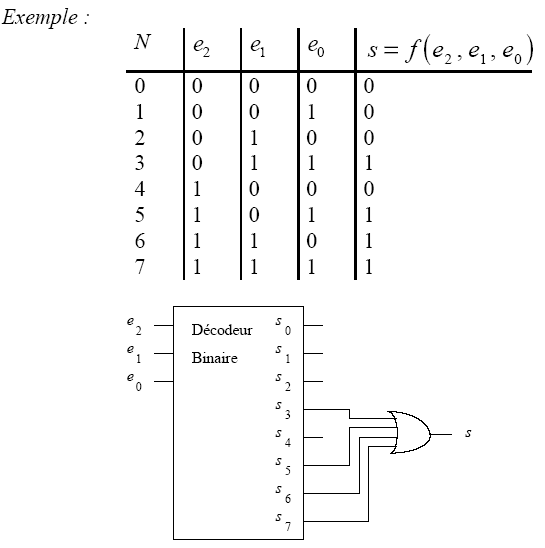 Exemple :
N e₂ e₁ e₀ s = f(e₂, e₁, e₀)
0 0 0 0 0
1 0 0 1 0
2 0 1 0 0
3 0 1 1 1
4 1 0 0 0
5 1 0 1 1
6 1 1 0 1
7 1 1 1 1
e₂ Décodeur s₀
e₁ Binaire s₁
e₀ s₂
s₃
s₄ s
s₅
s₆
s₇